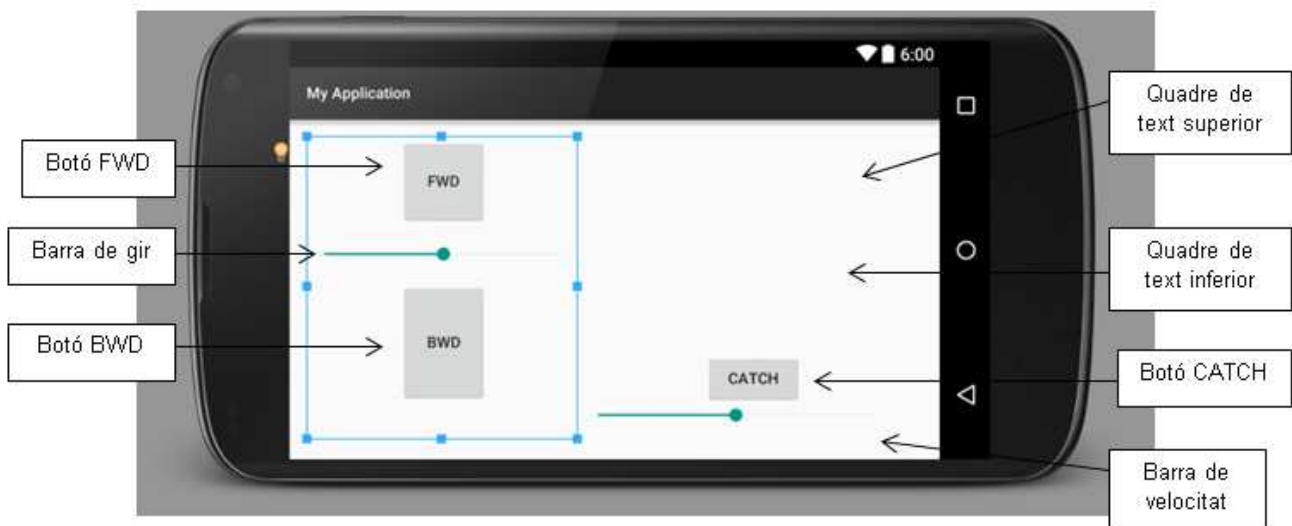 6:00
My Application
Botó FWD
FWD
Barra de gir
Botó BWD
BWD
Quadre de
text superior
Quadre de
text inferior
CATCH
Botó CATCH
Barra de
velocitat